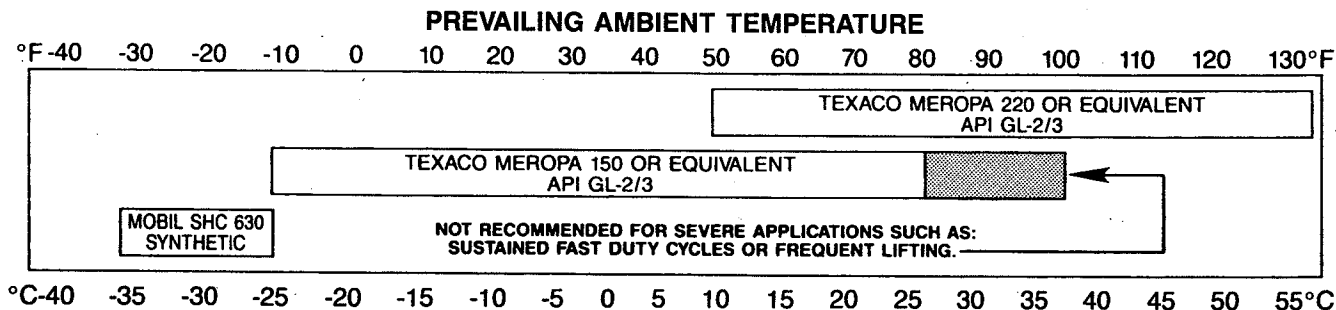 PREVAILING AMBIENT TEMPERATURE
°F -40 -30 -20 -10 0 10 20 30 40 50 60 70 80 90 100 110 120 130°F
TEXACO MEROPA 220 OR EQUIVALENT
API GL-2/3
TEXACO MEROPA 150 OR EQUIVALENT
API GL-2/3
MOBIL SHC 630
SYNTHETIC
NOT RECOMMENDED FOR SEVERE APPLICATIONS SUCH AS:
SUSTAINED FAST DUTY CYCLES OR FREQUENT LIFTING.
°C-40 -35 -30 -25 -20 -15 -10 -5 0 5 10 15 20 25 30 35 40 45 50 55°C